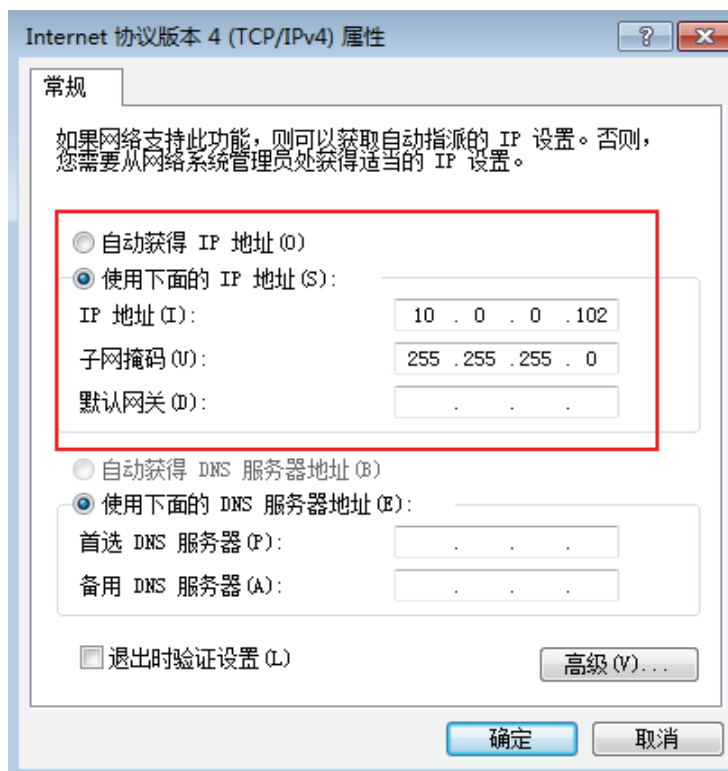 Internet 协议版本 4 (TCP/IPv4) 属性
常规
如果网络支持此功能，则可以获取自动指派的 IP 设置。否则，
您需要从网络系统管理员处获得适当的 IP 设置。
自动获得 IP 地址(O)
使用下面的 IP 地址(S):
IP 地址(I): 10 . 0 . 0 .102
子网掩码(U): 255 .255 .255 . 0
默认网关(D): . . .
自动获得 DNS 服务器地址(B)
使用下面的 DNS 服务器地址(E):
首选 DNS 服务器(P): . . .
备用 DNS 服务器(A): . . .
退出时验证设置(L)
高级(V)...
确定 取消